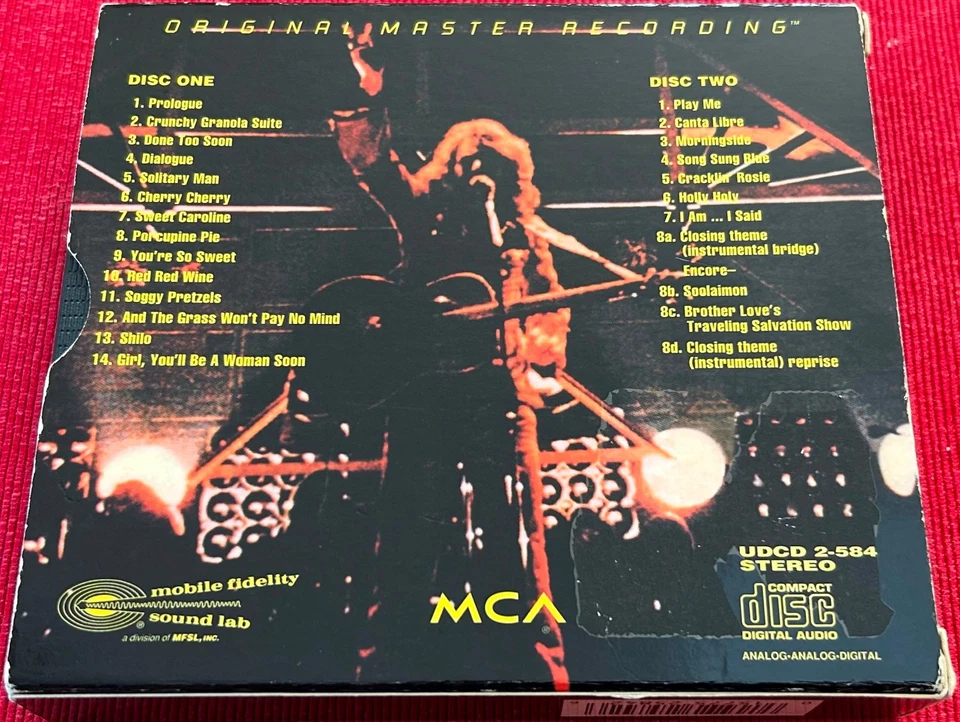 ORIGINAL MASTER RECORDING™
DISC ONE
1. Prologue
2. Crunchy Granola Suite
3. Done Too Soon
4. Dialogue
5. Solitary Man
6. Cherry Cherry
7. Sweet Caroline
8. Porcupine Pie
9. You're So Sweet
10. Red Red Wine
11. Soggy Pretzels
12. And The Grass Won't Pay No Mind
13. Shilo
14. Girl, You'll Be A Woman Soon
DISC TWO
1. Play Me
2. Canta Libre
3. Morningside
4. Song Sung Blue
5. Cracklin' Rosie
6. Holly Holy
7. I Am ... I Said
8a. Closing theme
(instrumental bridge)
Encore–
8b. Soolaimon
8c. Brother Love's
Traveling Salvation Show
8d. Closing theme
(instrumental) reprise
mobile fidelity
sound lab
®
a division of MFSL, INC.
MCA
®
UDCD 2-584
STEREO
COMPACT
disc
DIGITAL AUDIO
ANALOG•ANALOG•DIGITAL